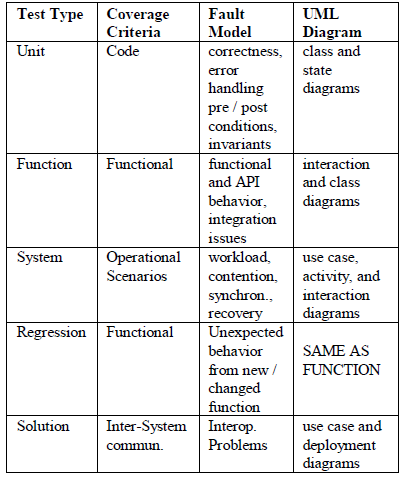 Test Type
Coverage
Criteria
Fault
Model
UML
Diagram
Unit
Code
correctness,
error
handling
pre / post
conditions,
invariants
class and
state
diagrams
Function
Functional
functional
and API
behavior,
integration
issues
interaction
and class
diagrams
System
Operational
Scenarios
workload,
contention,
synchron.,
recovery
use case,
activity, and
interaction
diagrams
Regression
Functional
Unexpected
behavior
from new /
changed
function
SAME AS
FUNCTION
Solution
Inter-System
commun.
Interop.
Problems
use case and
deployment
diagrams